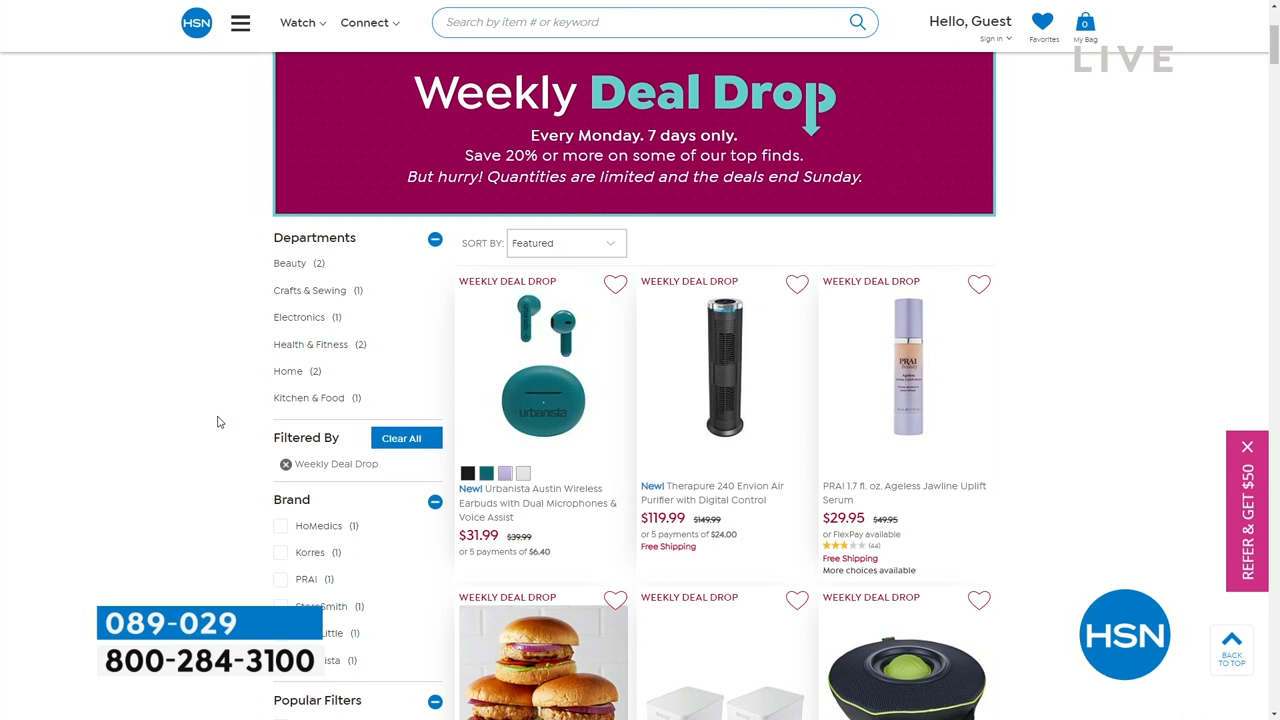 HSN
Watch
Connect
Search by item # or keyword
Hello, Guest
Sign In
Favorites
0
My Bag
LIVE
Weekly Deal Drop
Every Monday. 7 days only.
Save 20% or more on some of our top finds.
But hurry! Quantities are limited and the deals end Sunday.
Departments
Beauty (2)
Crafts & Sewing (1)
Electronics (1)
Health & Fitness (2)
Home (2)
Kitchen & Food (1)
Filtered By
Clear All
Weekly Deal Drop
Brand
HoMedics (1)
Korres (1)
PRAI (1)
(1)
Little (1)
(1)
Popular Filters
SORT BY: Featured
WEEKLY DEAL DROP
urbanista
New! Urbanista Austin Wireless
Earbuds with Dual Microphones &
Voice Assist
$31.99 $39.99
or 5 payments of $6.40
WEEKLY DEAL DROP
New! Therapure 240 Envion Air
Purifier with Digital Control
$119.99 $149.99
or 5 payments of $24.00
Free Shipping
WEEKLY DEAL DROP
PRAI
beauty
Ageless
PRAI 1.7 fl. oz. Ageless Jawline Uplift
Serum
$29.95 $49.95
or FlexPay available
(44)
Free Shipping
More choices available
WEEKLY DEAL DROP
WEEKLY DEAL DROP
WEEKLY DEAL DROP
REFER & GET $50
089-029
800-284-3100
HSN
BACK
TO TOP